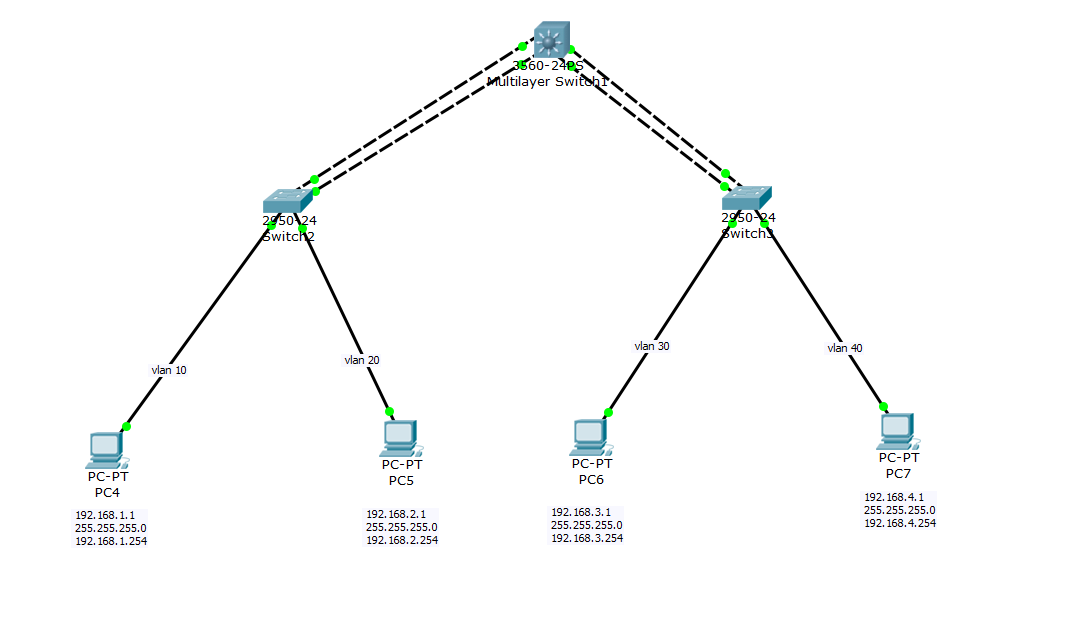 3560-24PS
Multilayer Switch1
2950-24
Switch2
2950-24
Switch3
vlan 10
vlan 20
vlan 30
vlan 40
PC-PT
PC4
PC-PT
PC5
PC-PT
PC6
PC-PT
PC7
192.168.1.1
255.255.255.0
192.168.1.254
192.168.2.1
255.255.255.0
192.168.2.254
192.168.3.1
255.255.255.0
192.168.3.254
192.168.4.1
255.255.255.0
192.168.4.254